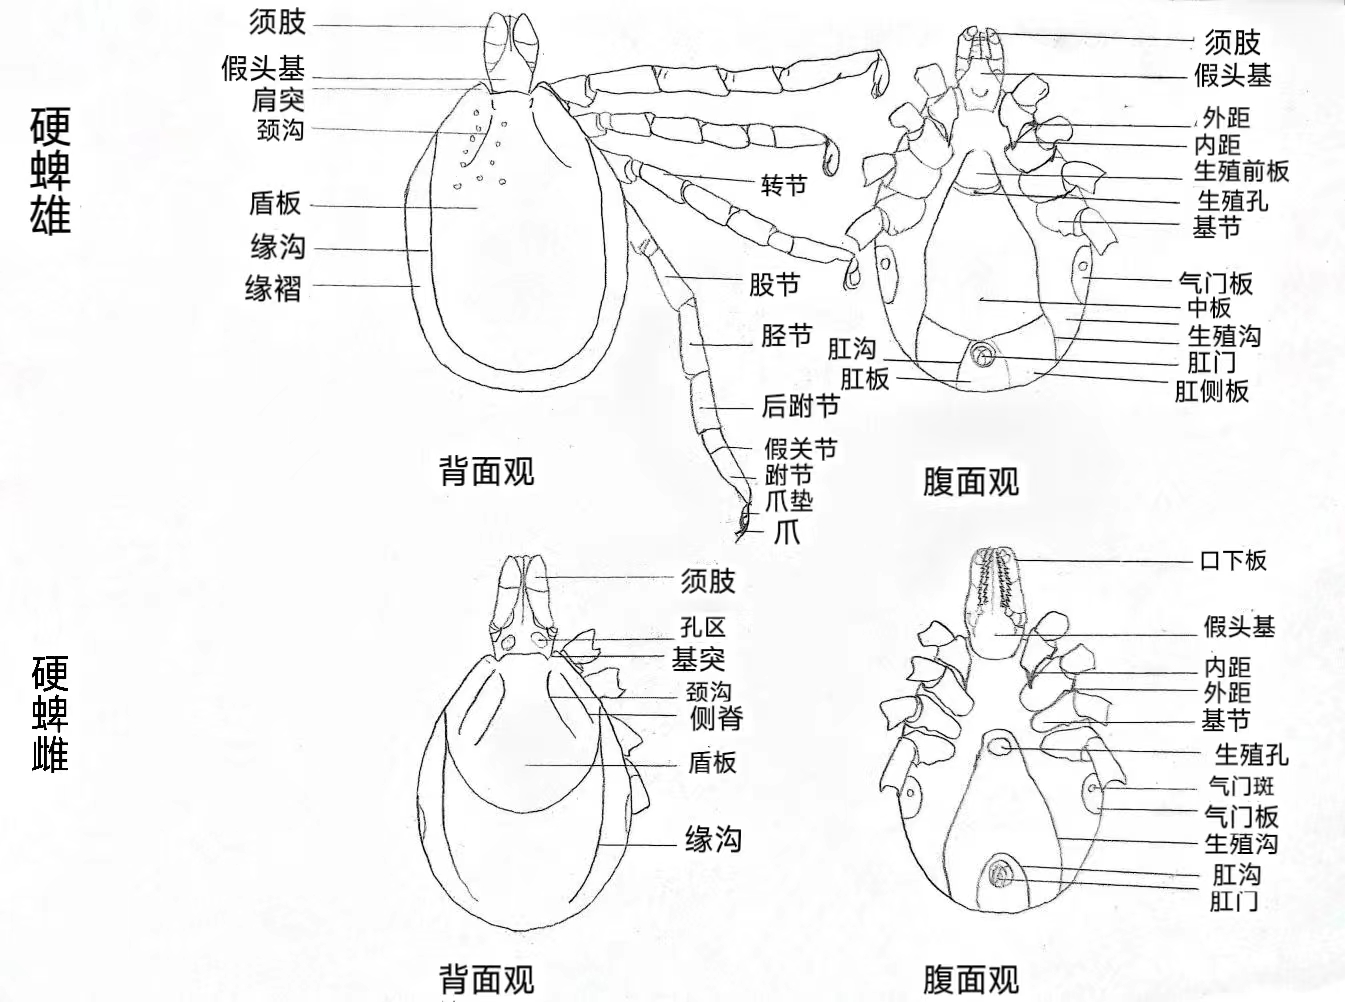 硬蜱雄
须肢
假头基
肩突
颈沟
盾板
缘沟
缘褶
转节
股节
胫节
后跗节
假关节
跗节
爪垫
爪
背面观
须肢
假头基
外距
内距
生殖前板
生殖孔
基节
气门板
中板
生殖沟
肛门
肛侧板
肛沟
肛板
腹面观
硬蜱雌
须肢
孔区
基突
颈沟
侧脊
盾板
缘沟
背面观
口下板
假头基
内距
外距
基节
生殖孔
气门斑
气门板
生殖沟
肛沟
肛门
腹面观